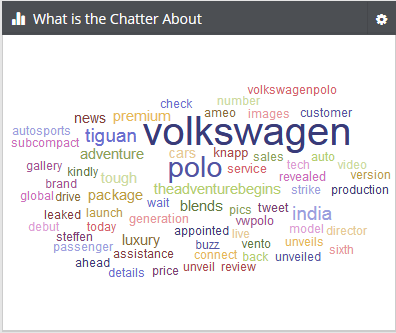 What is the Chatter About
volkswagenpolo
check number
news premium ameo images customer
autosports tiguan volkswagen
subcompact
adventure cars knapp sales auto
gallery kindly polo service tech video
brand tough revealed version
global drive package theadventurebegins strike production
wait blends pics tweet india
leaked launch generation vwpolo
debut today appointed live model director
steffen luxury buzz vento unveils
passenger assistance connect back unveiled sixth
ahead details price unveil review